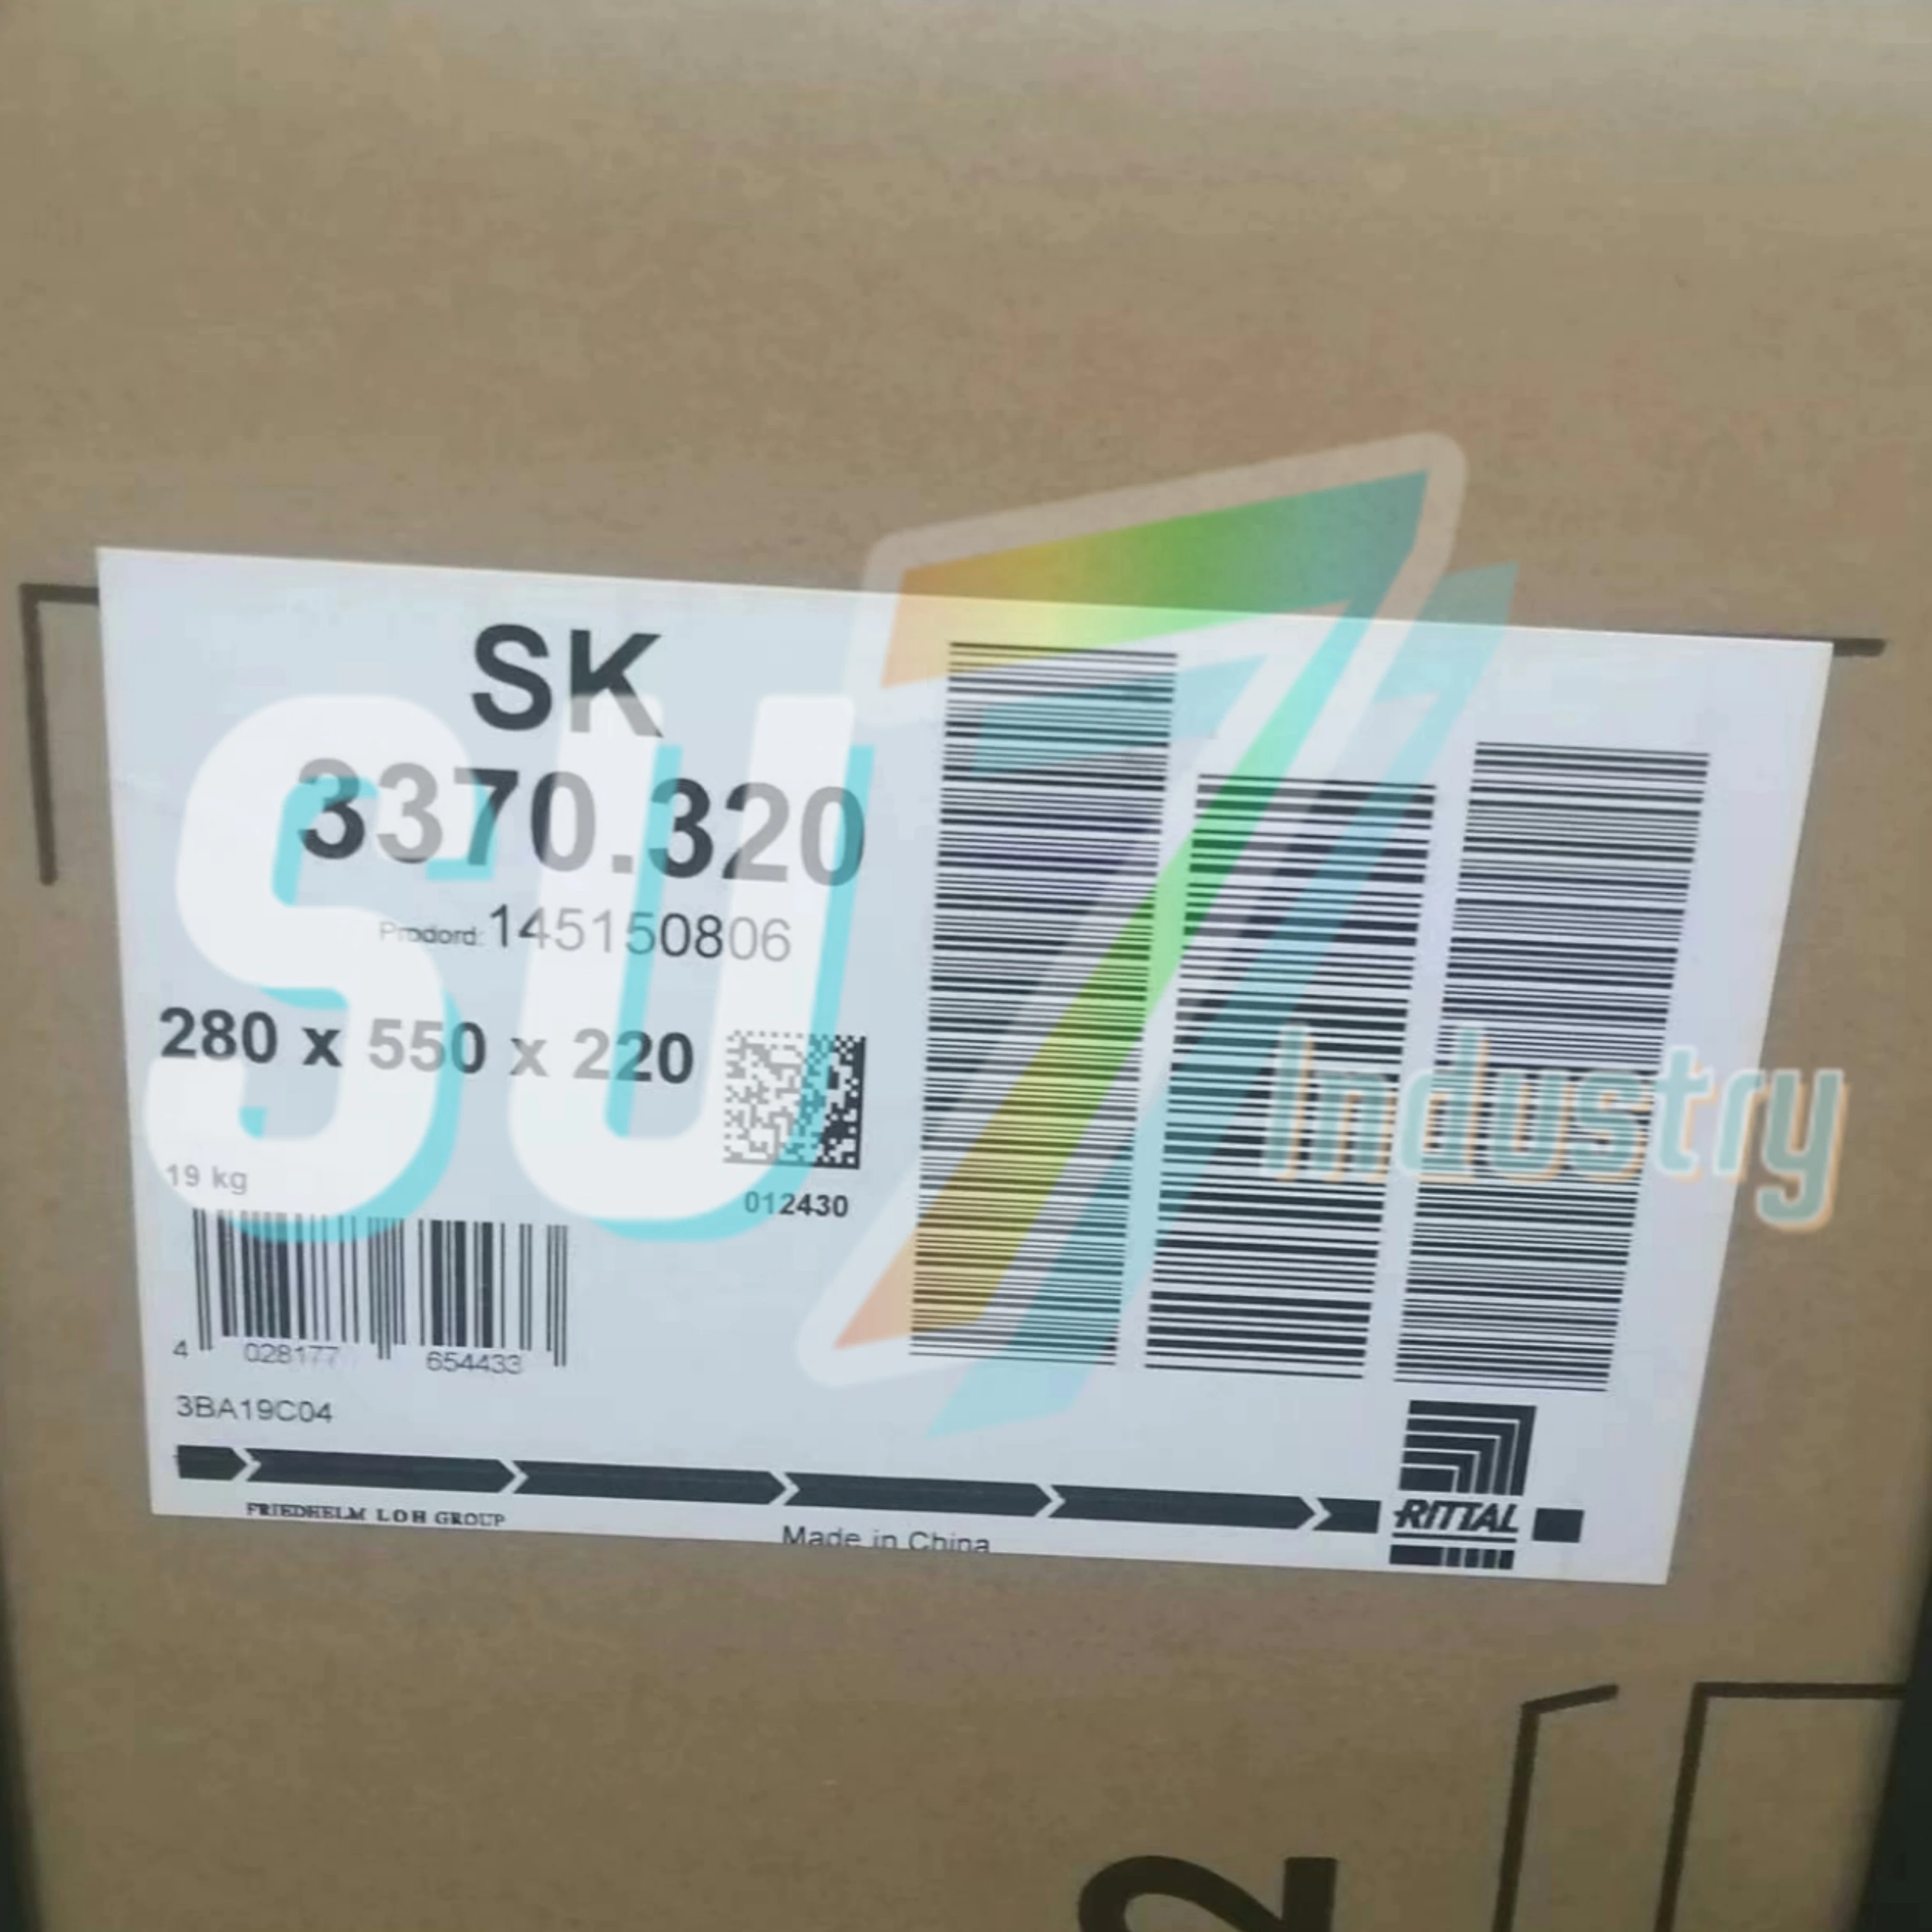 SK
3370.320
Prodord: 145150806
280 x 550 x 220
012430
19 kg
4 028177 654433
3BA19C04
FRIEDHELM LOH GROUP
Made in China
RITTAL
SU7
Industry
2